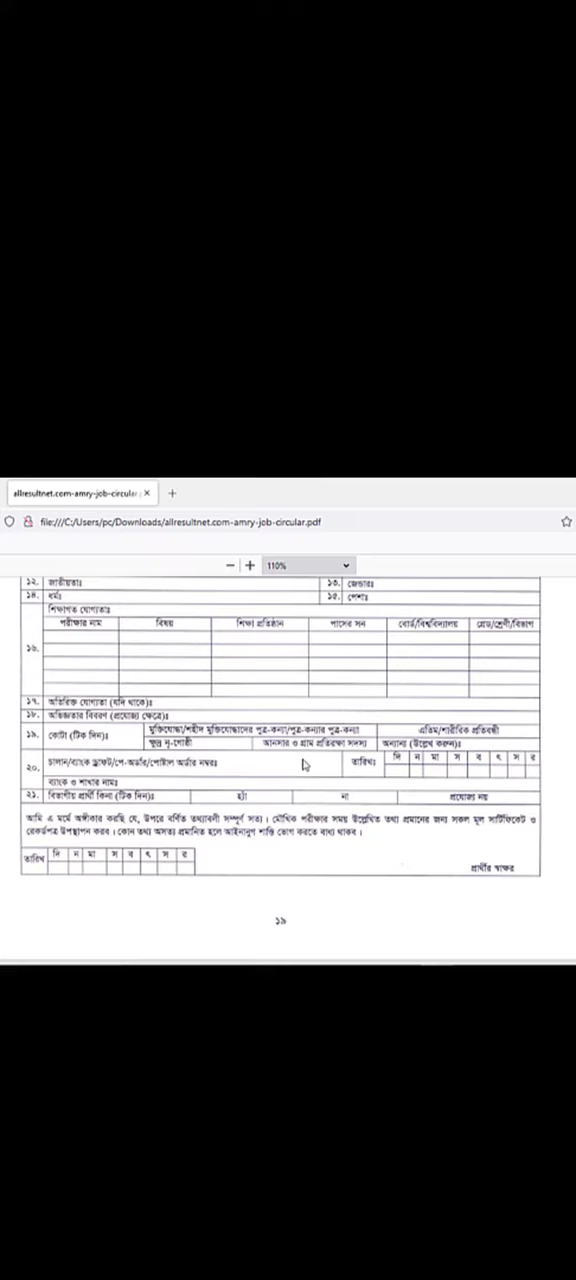 allresultnet.com-amry-job-circular
file:///C:/Users/pc/Downloads/allresultnet.com-amry-job-circular.pdf
110%
১২. জাতীয়তাঃ ১৩. জেন্ডারঃ
১৪. ধর্মঃ ১৫. পেশাঃ
শিক্ষাগত যোগ্যতাঃ
পরীক্ষার নাম বিষয় শিক্ষা প্রতিষ্ঠান পাসের সন বোর্ড/বিশ্ববিদ্যালয় গ্রেড/শ্রেণী/বিভাগ
১৬.
১৭. অতিরিক্ত যোগ্যতা (যদি থাকে)ঃ
১৮. অভিজ্ঞতার বিবরণ (প্রযোজ্য ক্ষেত্রে)ঃ
১৯. কোটা (টিক দিন)ঃ মুক্তিযোদ্ধা/শহীদ মুক্তিযোদ্ধাদের পুত্র-কন্যা/পুত্র-কন্যার পুত্র-কন্যা এতিম/শারীরিক প্রতিবন্ধী
ক্ষুদ্র নৃ-গোষ্ঠী আনসার ও গ্রাম প্রতিরক্ষা সদস্য অন্যান্য (উল্লেখ করুন)ঃ
২০. চালান/ব্যাংক ড্রাফট/পে-অর্ডার/পোষ্টাল অর্ডার নম্বরঃ তারিখঃ দি ন মা স ব ৎ স র
ব্যাংক ও শাখার নামঃ
২১. বিভাগীয় প্রার্থী কিনা (টিক দিন)ঃ হ্যাঁ না প্রযোজ্য নয়
আমি এ মর্মে অঙ্গীকার করছি যে, উপরে বর্ণিত তথ্যাবলী সম্পূর্ণ সত্য। মৌখিক পরীক্ষার সময় উল্লেখিত তথ্য প্রমানের জন্য সকল মূল সার্টিফিকেট ও
রেকর্ডপত্র উপস্থাপন করব। কোন তথ্য অসত্য প্রমানিত হলে আইনানুগ শাস্তি ভোগ করতে বাধ্য থাকব।
তারিখ দি ন মা স ব ৎ স র
প্রার্থীর স্বাক্ষর
১৯